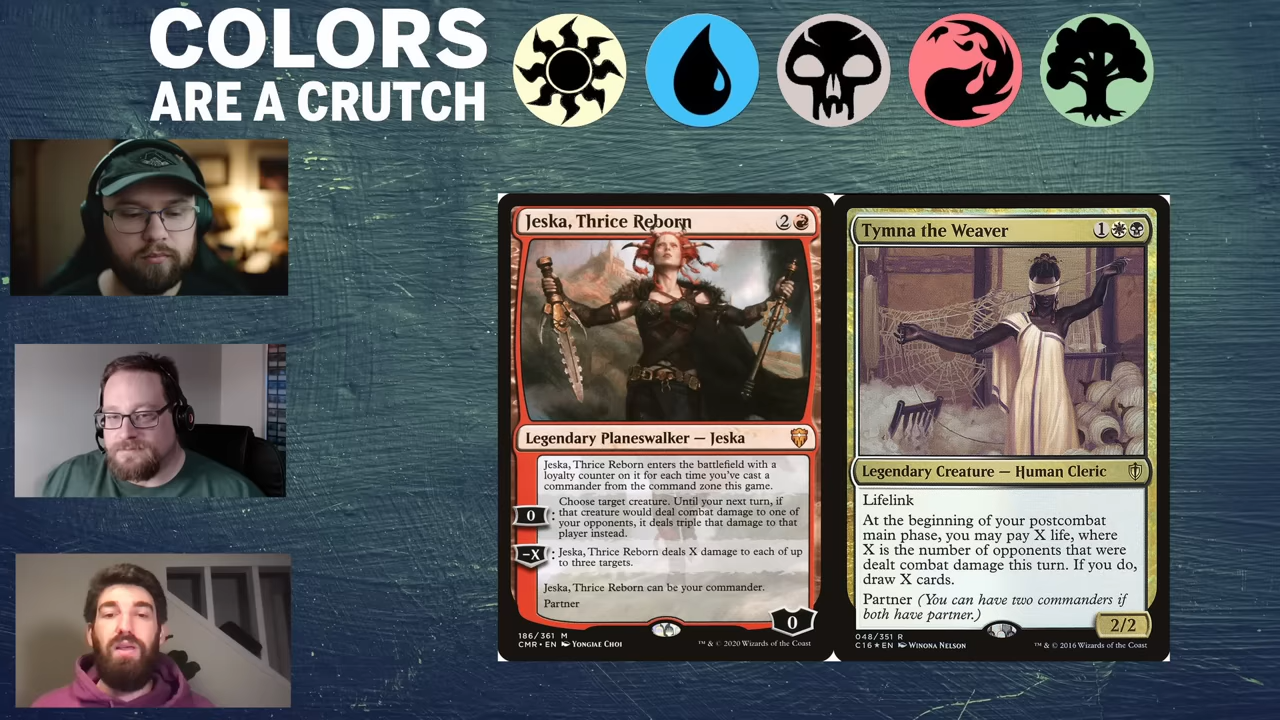 COLORS
ARE A CRUTCH
Jeska, Thrice Reborn
2
Legendary Planeswalker — Jeska
Jeska, Thrice Reborn enters the battlefield with a
loyalty counter on it for each time you've cast a
commander from the command zone this game.
0 : Choose target creature. Until your next turn, if
that creature would deal combat damage to one of
your opponents, it deals triple that damage to that
player instead.
-X : Jeska, Thrice Reborn deals X damage to each of up
to three targets.
Jeska, Thrice Reborn can be your commander.
Partner
0
186/361 M
CMR • EN YONGJAE CHOI
™ & © 2020 Wizards of the Coast
Tymna the Weaver
1
Legendary Creature — Human Cleric
Lifelink
At the beginning of your postcombat
main phase, you may pay X life, where
X is the number of opponents that were
dealt combat damage this turn. If you do,
draw X cards.
Partner (You can have two commanders if
both have partner.)
2/2
048/351 R
C16 ★ EN WINONA NELSON
™ & © 2016 Wizards of the Coast